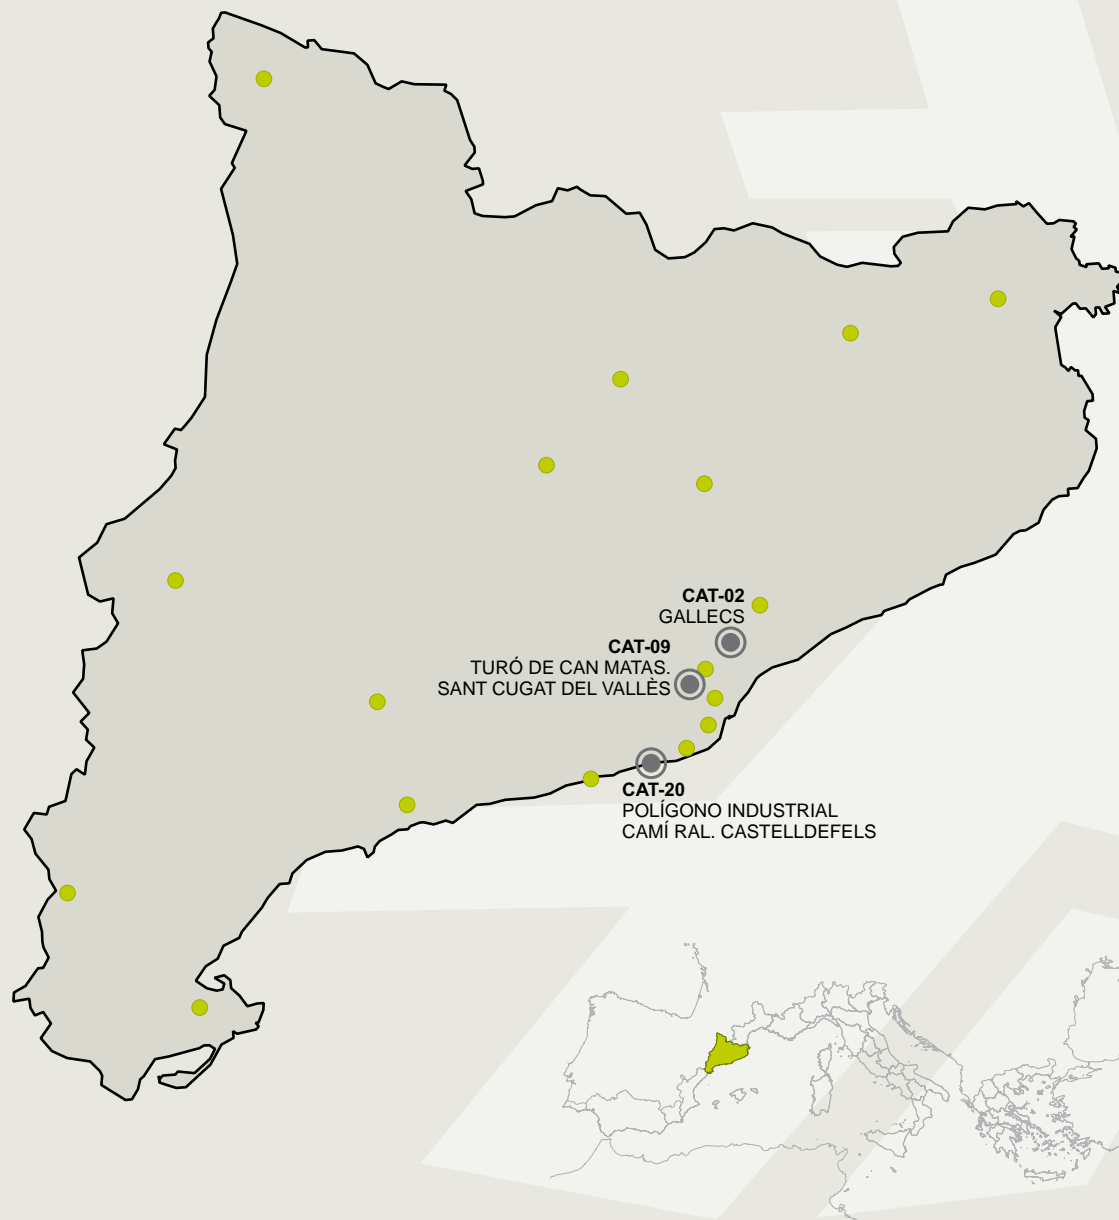 CAT-02
GALLECS
CAT-09
TURÓ DE CAN MATAS.
SANT CUGAT DEL VALLÈS
CAT-20
POLÍGONO INDUSTRIAL
CAMÍ RAL. CASTELLDEFELS